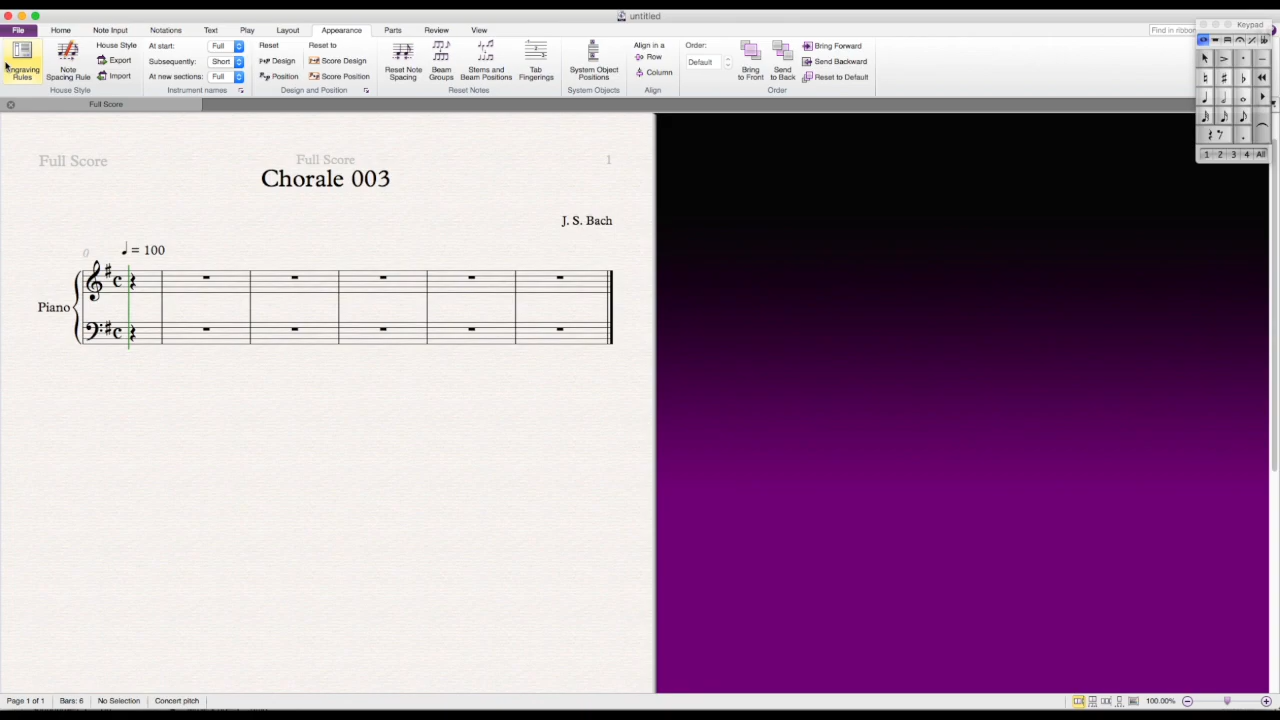 untitled
File Home Note Input Notations Text Play Layout Appearance Parts Review View Find in ribbon
Keypad
Engraving Rules
Note Spacing Rule
House Style
Export
Import
House Style
At start: Full
Subsequently: Short
At new sections: Full
Instrument names
Reset
Design
Position
Reset to
Score Design
Score Position
Design and Position
Reset Note Spacing
Beam Groups
Stems and Beam Positions
Tab Fingerings
Reset Notes
System Object Positions
System Objects
Align in a
Row
Column
Align
Order:
Default
Bring to Front
Send to Back
Bring Forward
Send Backward
Reset to Default
Order
1 2 3 4 All
Full Score
Full Score Full Score 1
Chorale 003
J. S. Bach
0 = 100
Piano
Page 1 of 1 Bars: 6 No Selection Concert pitch 100.00%